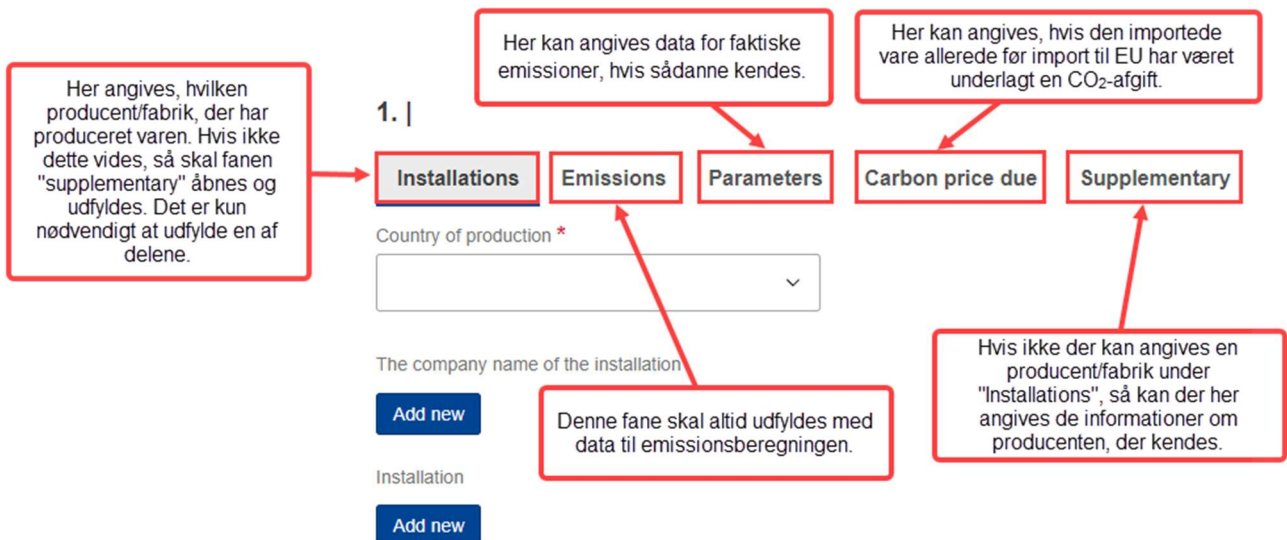 Her angives, hvilken
producent/fabrik, der har
produceret varen. Hvis ikke
dette vides, så skal fanen
"supplementary" åbnes og
udfyldes. Det er kun
nødvendigt at udfylde en af
delene.
Her kan angives data for faktiske
emissioner, hvis sådanne kendes.
Her kan angives, hvis den importede
vare allerede før import til EU har været
underlagt en CO₂-afgift.
1. |
Installations
Emissions
Parameters
Carbon price due
Supplementary
Country of production *
The company name of the installation
Add new
Denne fane skal altid udfyldes med
data til emissionsberegningen.
Hvis ikke der kan angives en
producent/fabrik under
"Installations", så kan der her
angives de informationer om
producenten, der kendes.
Installation
Add new